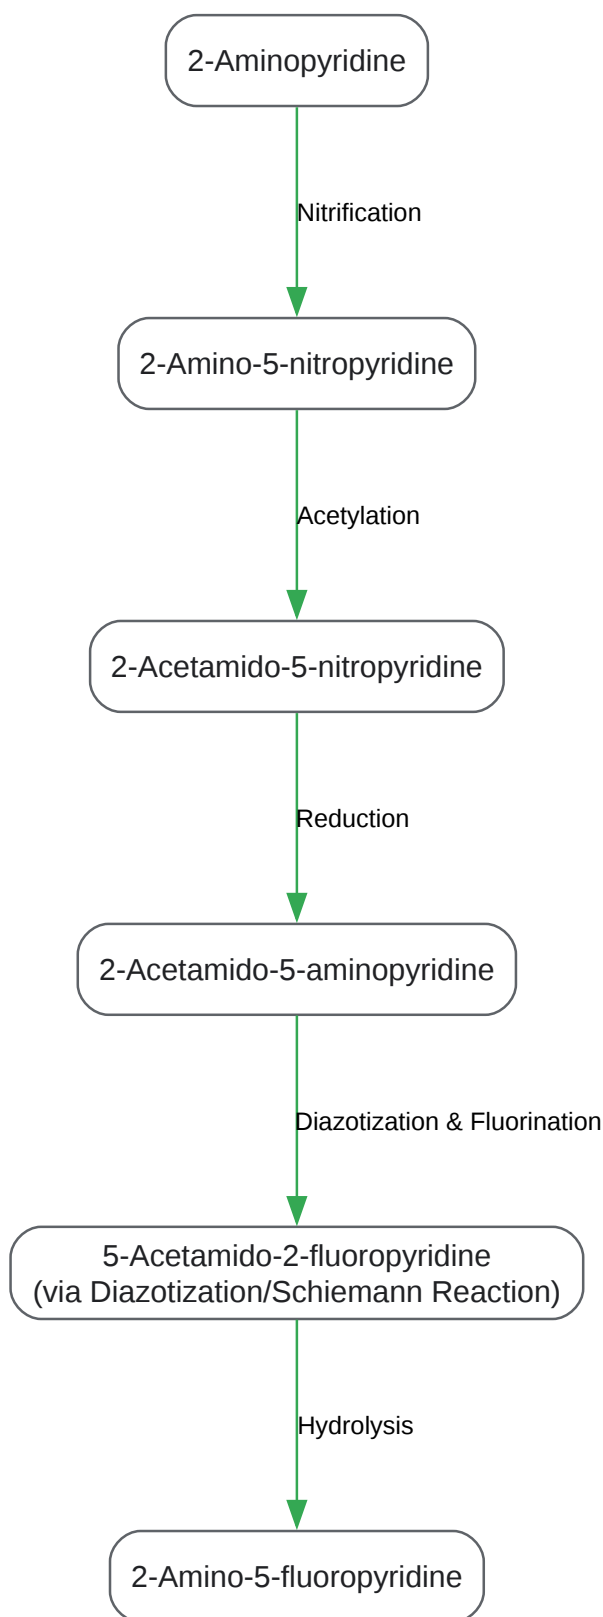 2-Aminopyridine
Nitrification
2-Amino-5-nitropyridine
Acetylation
2-Acetamido-5-nitropyridine
Reduction
2-Acetamido-5-aminopyridine
Diazotization & Fluorination
5-Acetamido-2-fluoropyridine
(via Diazotization/Schiemann Reaction)
Hydrolysis
2-Amino-5-fluoropyridine